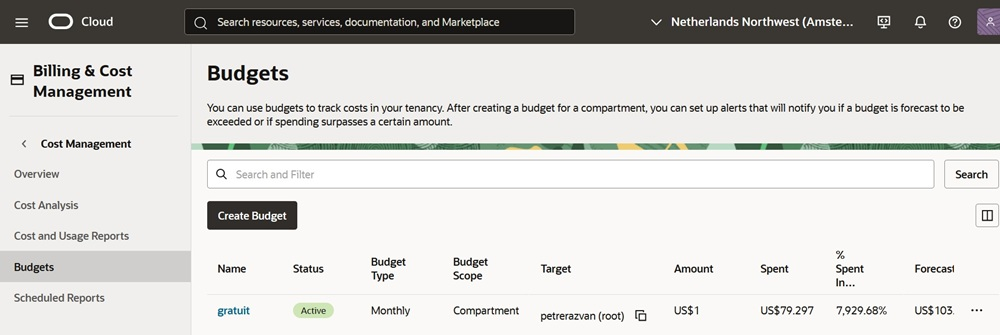 Cloud
Search resources, services, documentation, and Marketplace
Netherlands Northwest (Amste...
Billing & Cost
Management
Cost Management
Overview
Cost Analysis
Cost and Usage Reports
Budgets
Scheduled Reports
Budgets
You can use budgets to track costs in your tenancy. After creating a budget for a compartment, you can set up alerts that will notify you if a budget is forecast to be
exceeded or if spending surpasses a certain amount.
Search and Filter
Search
Create Budget
Name Status Budget Type Budget Scope Target Amount Spent % Spent In... Forecast
gratuit Active Monthly Compartment petrerazvan (root) US$1 US$79.297 7,929.68% US$103.